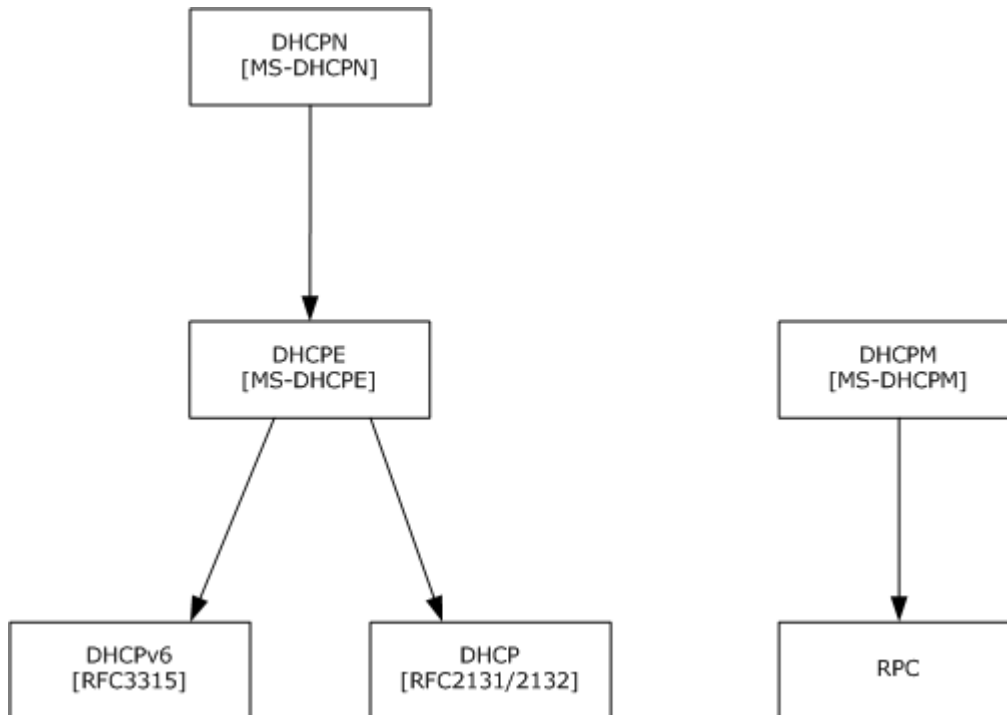 DHCPN
[MS-DHCPN]
DHCPE
[MS-DHCPE]
DHCPM
[MS-DHCPM]
DHCPv6
[RFC3315]
DHCP
[RFC2131/2132]
RPC